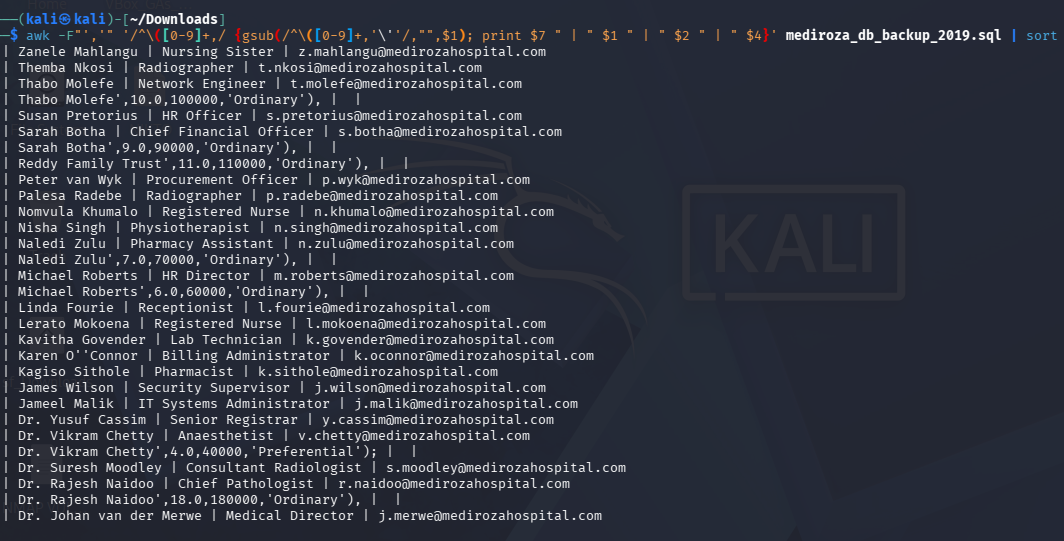 ──(kali㉿kali)-[~/Downloads]
─$ awk -F"','" '/^\([0-9]+,/ {gsub(/^\([0-9]+,'\''/,"",$1); print $7 " | " $1 " | " $2 " | " $4}' mediroza_db_backup_2019.sql | sort
| Zanele Mahlangu | Nursing Sister | z.mahlangu@medirozahospital.com
| Themba Nkosi | Radiographer | t.nkosi@medirozahospital.com
| Thabo Molefe | Network Engineer | t.molefe@medirozahospital.com
| Thabo Molefe',10.0,100000,'Ordinary'), |  |
| Susan Pretorius | HR Officer | s.pretorius@medirozahospital.com
| Sarah Botha | Chief Financial Officer | s.botha@medirozahospital.com
| Sarah Botha',9.0,90000,'Ordinary'), |  |
| Reddy Family Trust',11.0,110000,'Ordinary'), |  |
| Peter van Wyk | Procurement Officer | p.wyk@medirozahospital.com
| Palesa Radebe | Radiographer | p.radebe@medirozahospital.com
| Nomvula Khumalo | Registered Nurse | n.khumalo@medirozahospital.com
| Nisha Singh | Physiotherapist | n.singh@medirozahospital.com
| Naledi Zulu | Pharmacy Assistant | n.zulu@medirozahospital.com
| Naledi Zulu',7.0,70000,'Ordinary'), |  |
| Michael Roberts | HR Director | m.roberts@medirozahospital.com
| Michael Roberts',6.0,60000,'Ordinary'), |  |
| Linda Fourie | Receptionist | l.fourie@medirozahospital.com
| Lerato Mokoena | Registered Nurse | l.mokoena@medirozahospital.com
| Kavitha Govender | Lab Technician | k.govender@medirozahospital.com
| Karen O''Connor | Billing Administrator | k.oconnor@medirozahospital.com
| Kagiso Sithole | Pharmacist | k.sithole@medirozahospital.com
| James Wilson | Security Supervisor | j.wilson@medirozahospital.com
| Jameel Malik | IT Systems Administrator | j.malik@medirozahospital.com
| Dr. Yusuf Cassim | Senior Registrar | y.cassim@medirozahospital.com
| Dr. Vikram Chetty | Anaesthetist | v.chetty@medirozahospital.com
| Dr. Vikram Chetty',4.0,40000,'Preferential'); |  |
| Dr. Suresh Moodley | Consultant Radiologist | s.moodley@medirozahospital.com
| Dr. Rajesh Naidoo | Chief Pathologist | r.naidoo@medirozahospital.com
| Dr. Rajesh Naidoo',18.0,180000,'Ordinary'), |  |
| Dr. Johan van der Merwe | Medical Director | j.merwe@medirozahospital.com
KALI